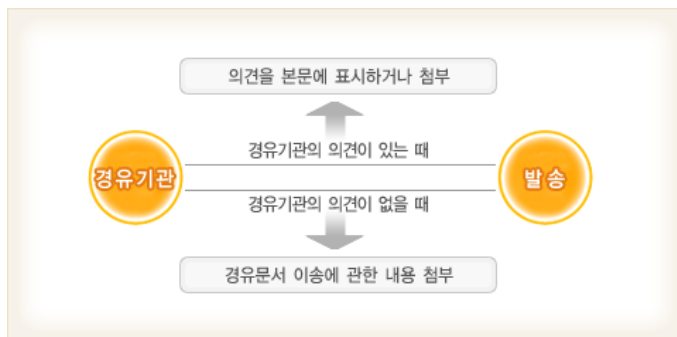 의견을 본문에 표시하거나 첨부
경유기관의 의견이 있는 때
경유기관
발송
경유기관의 의견이 없을 때
경유문서 이송에 관한 내용 첨부